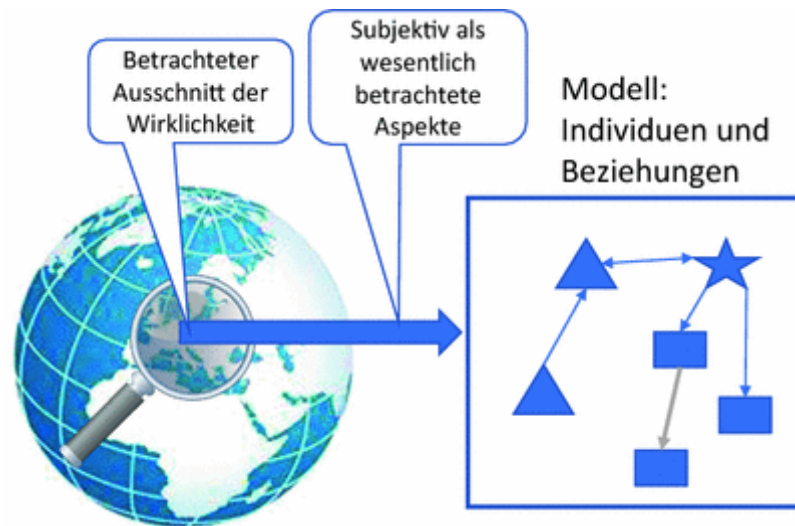 Betrachteter
Ausschnitt der
Wirklichkeit
Subjektiv als
wesentlich
betrachtete
Aspekte
Modell:
Individuen und
Beziehungen